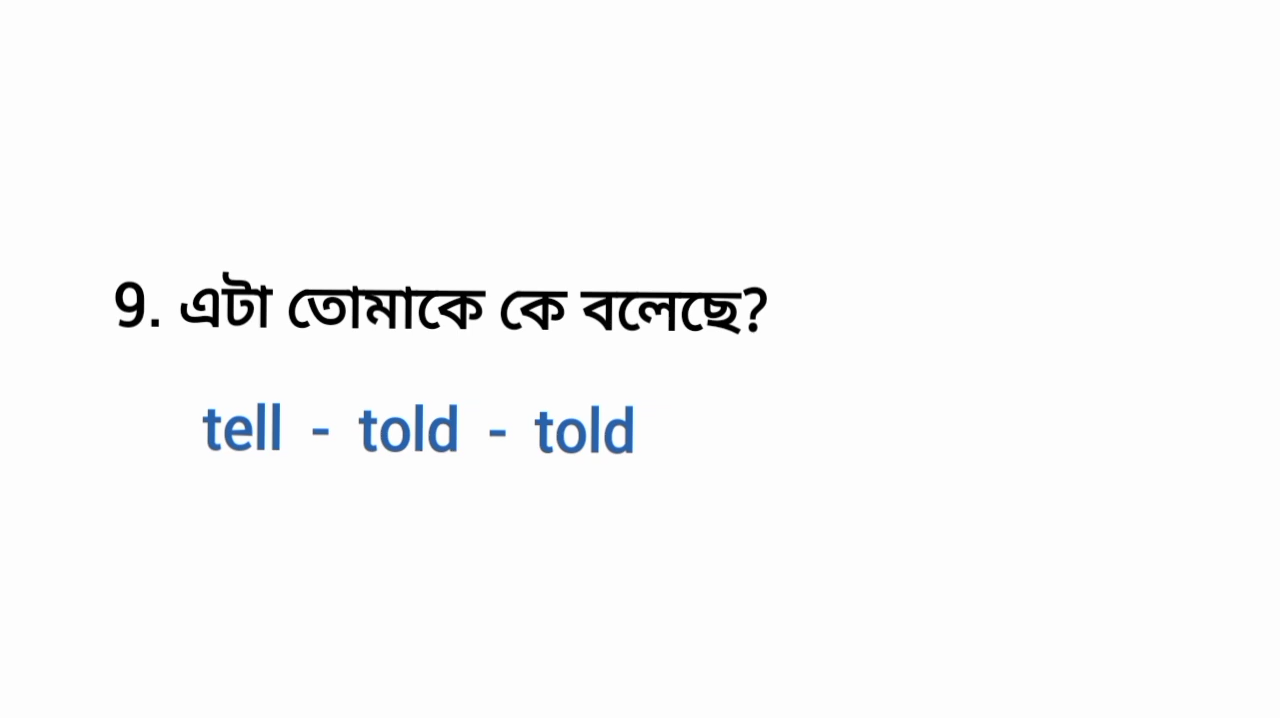 9. এটা তোমাকে কে বলেছে?
tell - told - told